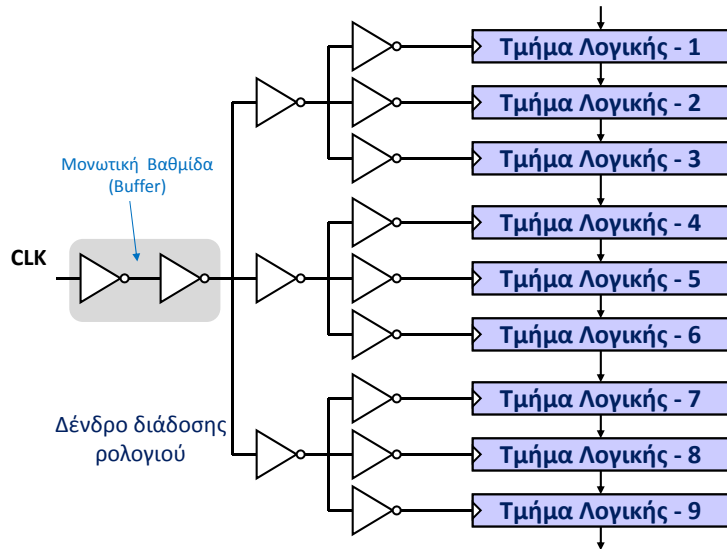 Τμήμα Λογικής - 1
Τμήμα Λογικής - 2
Τμήμα Λογικής - 3
Μονωτική Βαθμίδα
(Buffer)
Τμήμα Λογικής - 4
CLK
Τμήμα Λογικής - 5
Τμήμα Λογικής - 6
Τμήμα Λογικής - 7
Δένδρο διάδοσης
ρολογιού
Τμήμα Λογικής - 8
Τμήμα Λογικής - 9